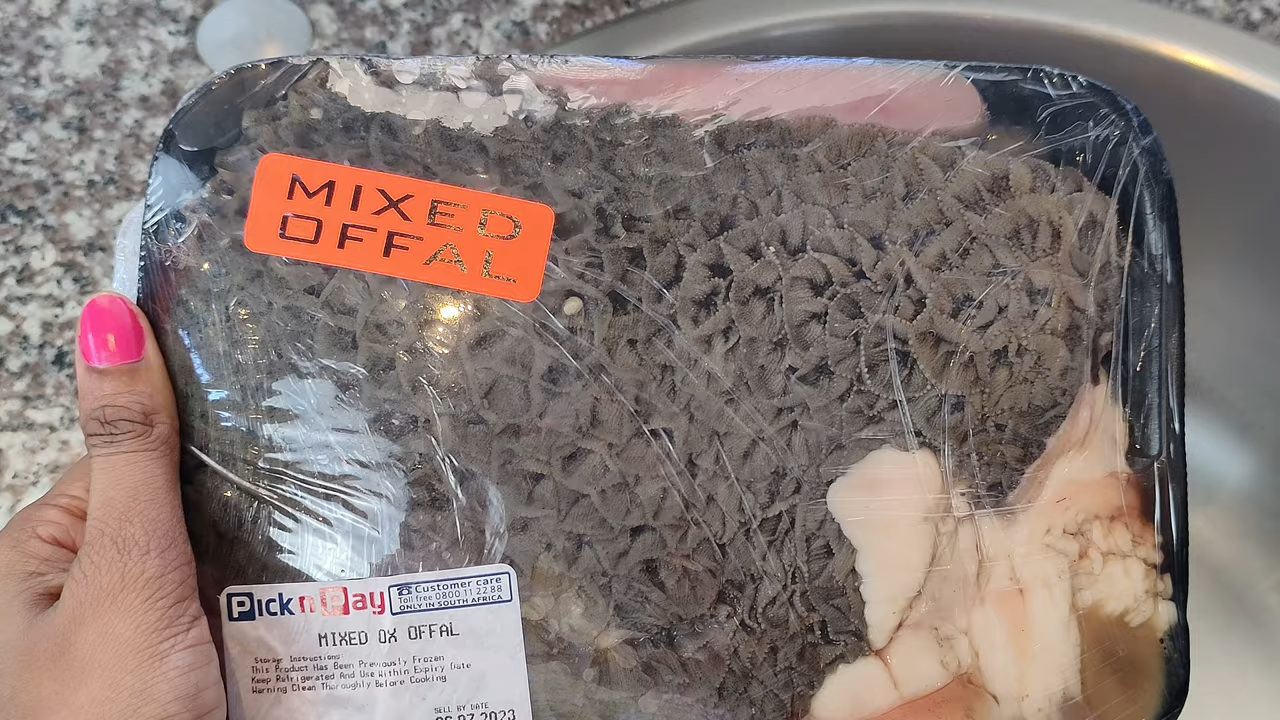 MIXED
OFFAL
Pick n Pay
Customer care
Toll free 0800 11 22 88
ONLY IN SOUTH AFRICA
MIXED OX OFFAL
Storage Instructions:
This Product Has Been Previously Frozen
Keep Refrigerated And Use Within Expiry Date
Warning Clean Thoroughly Before Cooking
SELL BY DATE
07.2023